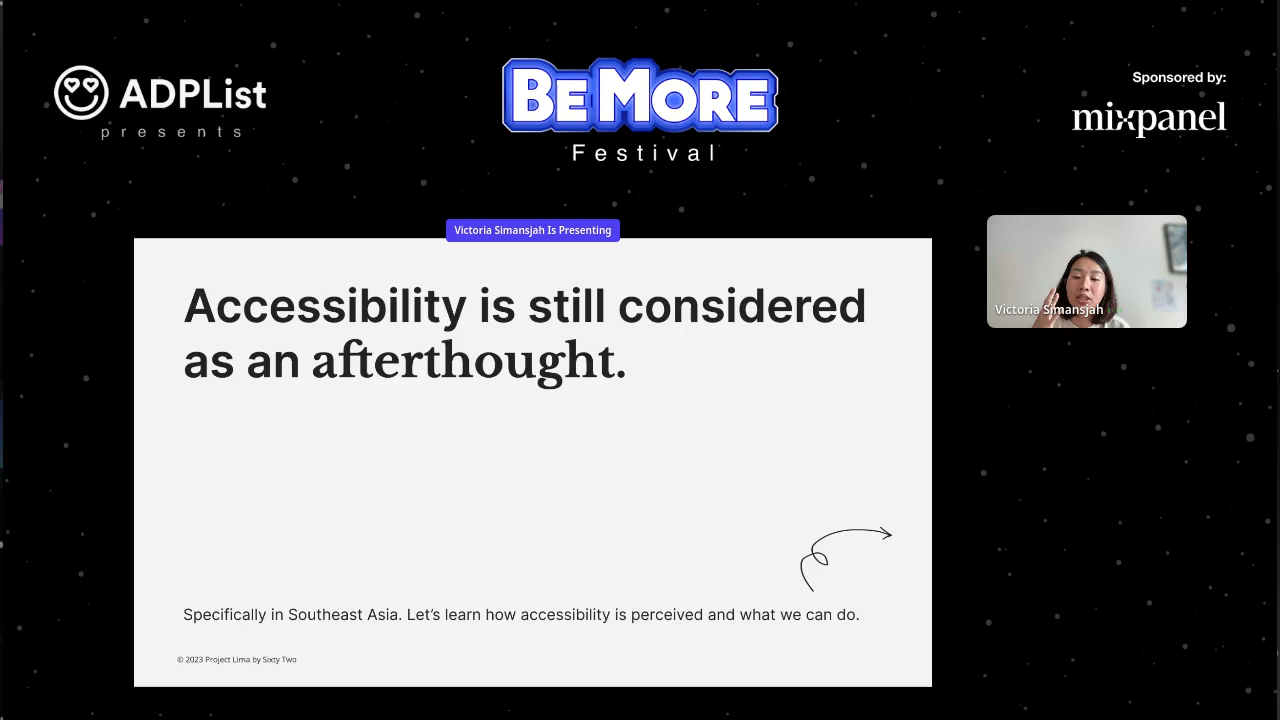 ADPList
presents
BE MORE
Festival
Sponsored by:
mixpanel
Victoria Simansjah Is Presenting
Accessibility is still considered
as an afterthought.
Victoria Simansjah
Specifically in Southeast Asia. Let’s learn how accessibility is perceived and what we can do.
© 2023 Project Lima by Sixty Two